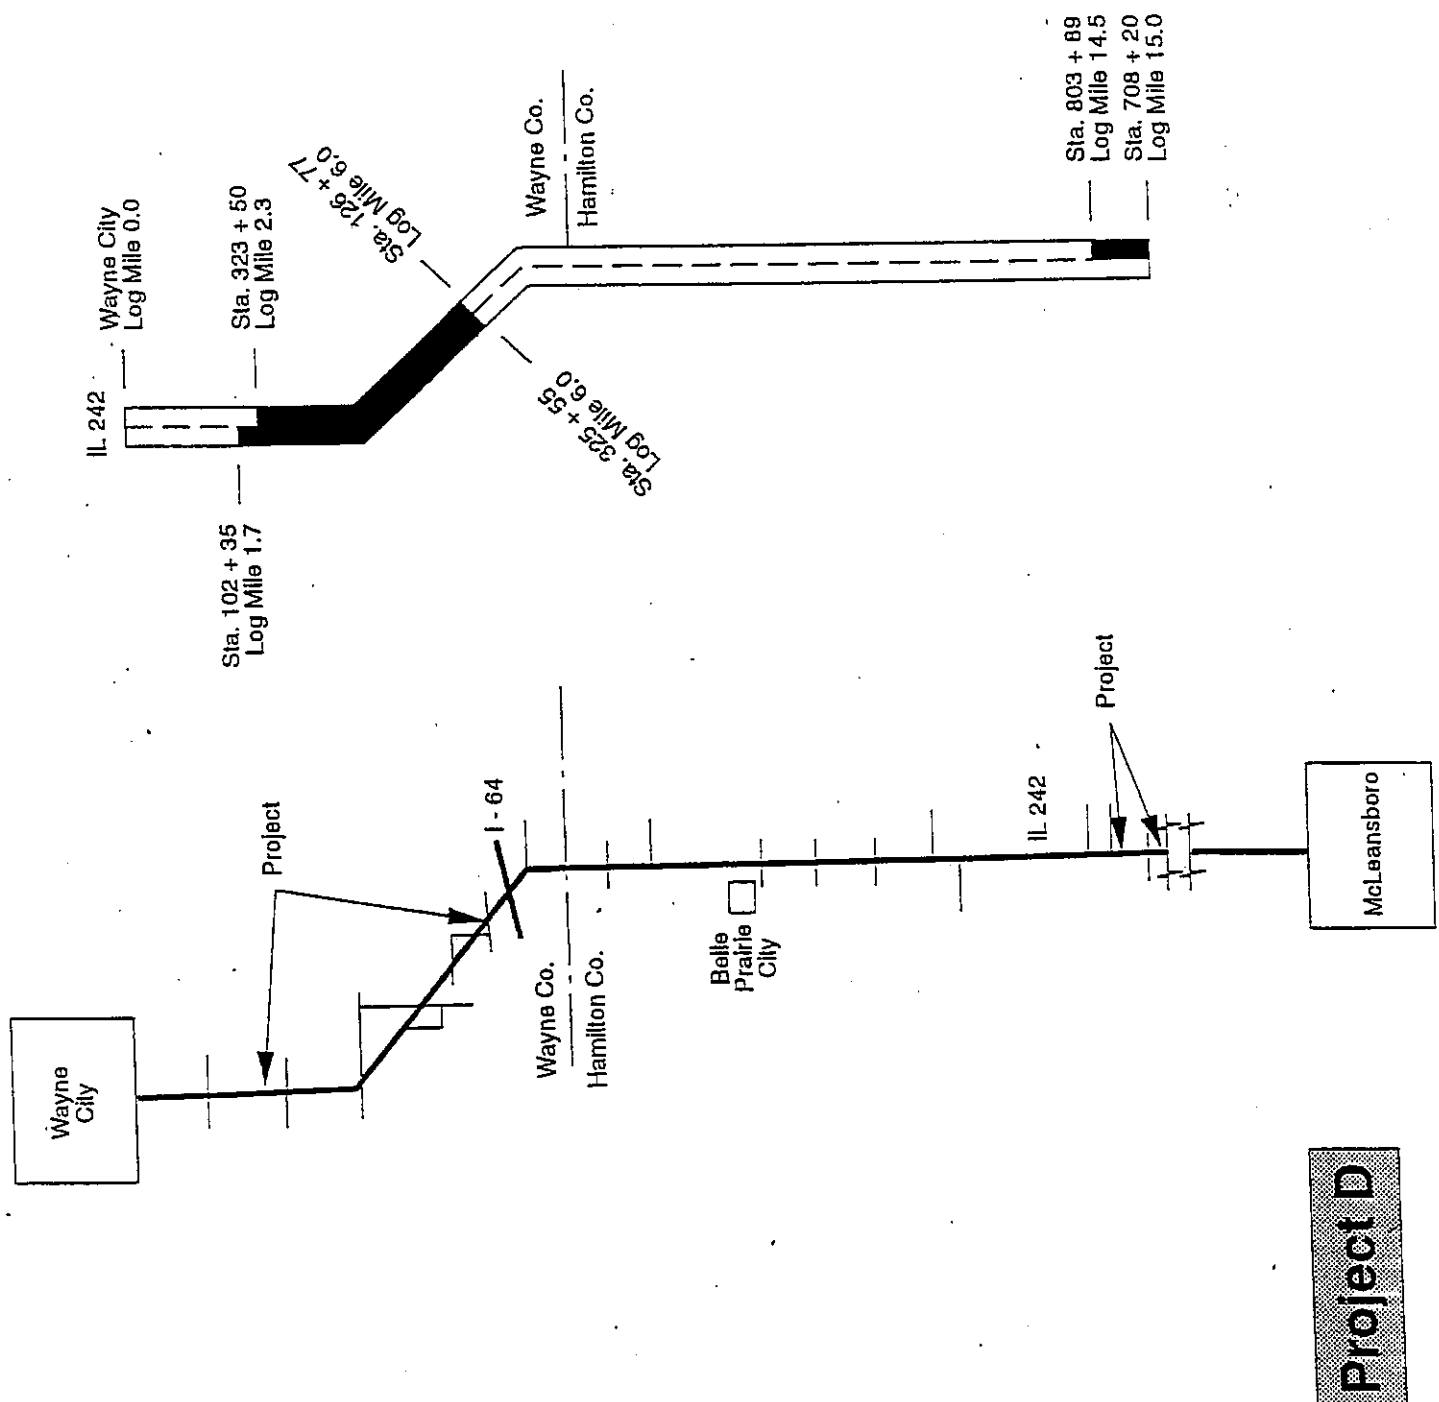 IL 242
Wayne City
Log Mile 0.0
Sta. 323 + 50
Log Mile 2.3
Sta. 126 + 77
Log Mile 6.0
Wayne Co.
Hamilton Co.
Sta. 803 + 89
Log Mile 14.5
Sta. 708 + 20
Log Mile 15.0
Sta. 102 + 35
Log Mile 1.7
Sta. 325 + 55
Log Mile 6.0
Wayne
City
Project
I - 64
Wayne Co.
Hamilton Co.
Belle
Prairie
City
IL 242
Project
McLeansboro
Project D